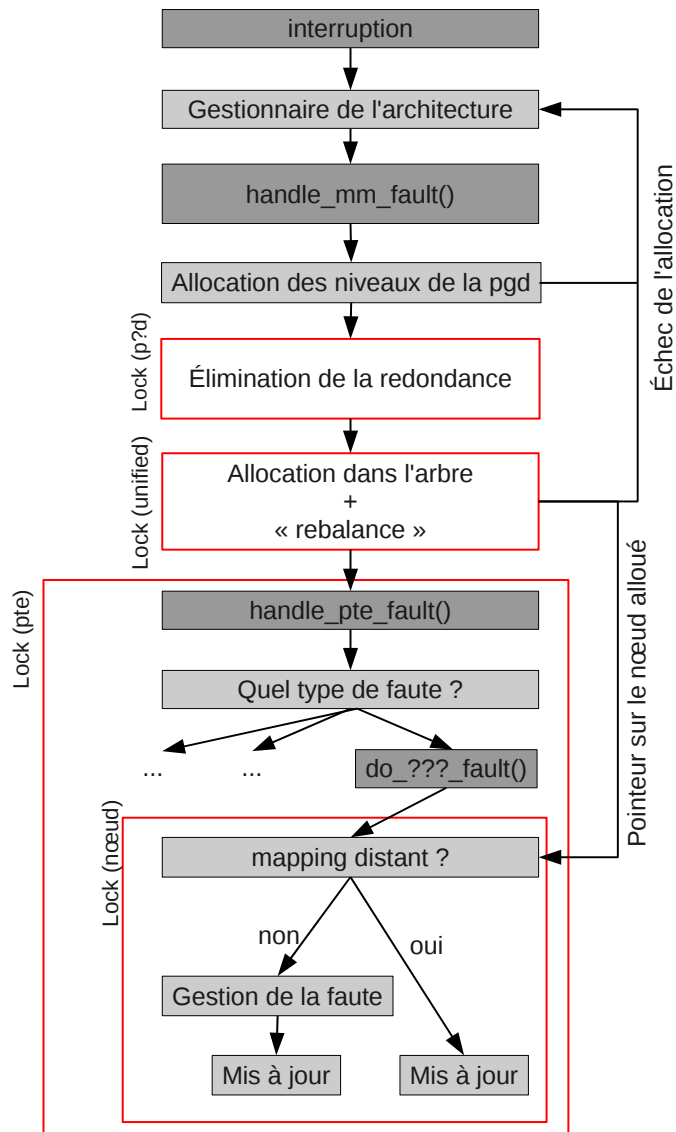 interruption
Gestionnaire de l'architecture
handle_mm_fault()
Allocation des niveaux de la pgd
Échec de l'allocation
Lock (p?d)
Élimination de la redondance
Lock (unified)
Allocation dans l'arbre
+
« rebalance »
Pointeur sur le nœud alloué
Lock (pte)
handle_pte_fault()
Quel type de faute ?
...
...
do_???_fault()
Lock (nœud)
mapping distant ?
non
oui
Gestion de la faute
Mis à jour
Mis à jour